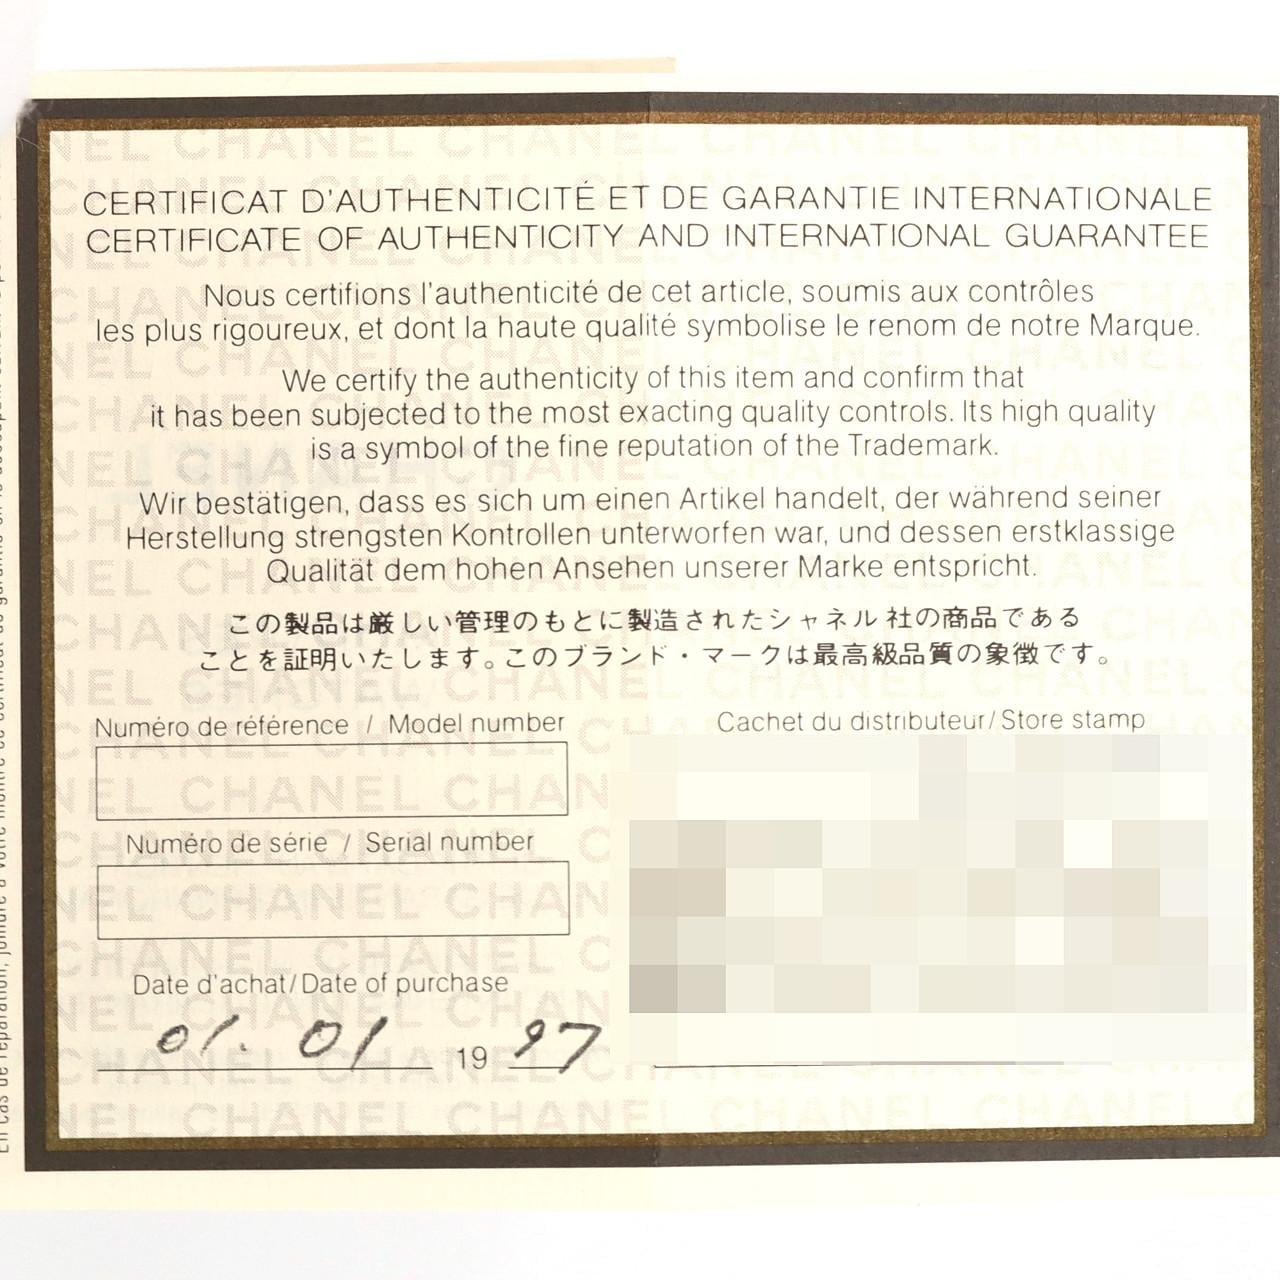 CERTIFICAT D'AUTHENTICITÉ ET DE GARANTIE INTERNATIONALE
CERTIFICATE OF AUTHENTICITY AND INTERNATIONAL GUARANTEE
Nous certifions l'authenticité de cet article, soumis aux contrôles
les plus rigoureux, et dont la haute qualité symbolise le renom de notre Marque.
We certify the authenticity of this item and confirm that
it has been subjected to the most exacting quality controls. Its high quality
is a symbol of the fine reputation of the Trademark.
Wir bestätigen, dass es sich um einen Artikel handelt, der während seiner
Herstellung strengsten Kontrollen unterworfen war, und dessen erstklassige
Qualität dem hohen Ansehen unserer Marke entspricht.
この製品は厳しい管理のもとに製造されたシャネル社の商品である
ことを証明いたします。このブランド・マークは最高級品質の象徴です。
Numéro de référence / Model number
Cachet du distributeur/Store stamp
Numéro de série / Serial number
Date d'achat/Date of purchase
01. 01 19 97